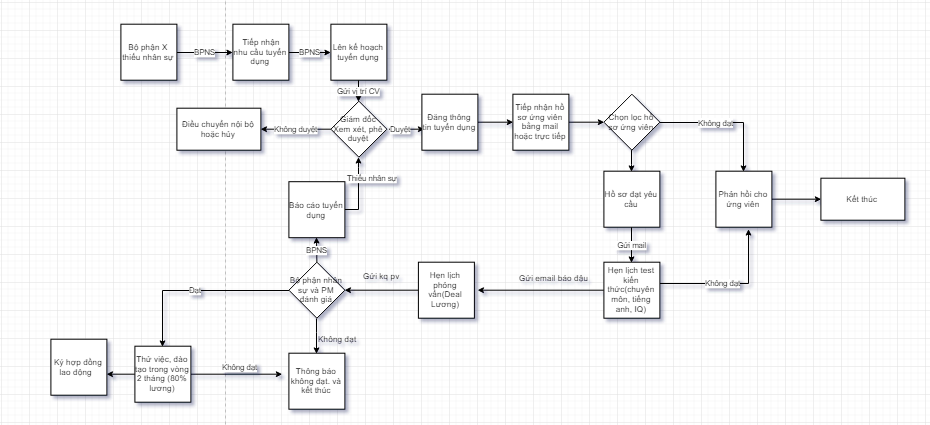 Bộ phận X
thiếu nhân sự
BPNS
Tiếp nhận
nhu cầu tuyển
dụng
BPNS
Lên kế hoạch
tuyển dụng
Gửi vị trí CV
Điều chuyển nội bộ
hoặc hủy
Không duyệt
Giám đốc
Xem xét, phê
duyệt
Duyệt
Đăng thông
tin tuyển dụng
Tiếp nhận hồ
sơ ứng viên
bằng mail
hoặc trực tiếp
Chọn lọc hồ
sơ ứng viên
Không đạt
Thiếu nhân sự
Báo cáo tuyển
dụng
Hồ sơ đạt yêu
cầu
Phản hồi cho
ứng viên
Kết thúc
BPNS
Gửi mail
Bộ phận nhân
sự và PM
đánh giá
Gửi kq pv
Hẹn lịch
phỏng
vấn(Deal
Lương)
Gửi email báo đậu
Hẹn lịch test
kiến
thức(chuyên
môn, tiếng
anh, IQ)
Không đạt
Đạt
Không đạt
Ký hợp đồng
lao động
Thử việc, đào
tạo trong vòng
2 tháng (80%
lương)
Không đạt
Thông báo
không đạt. và
kết thúc